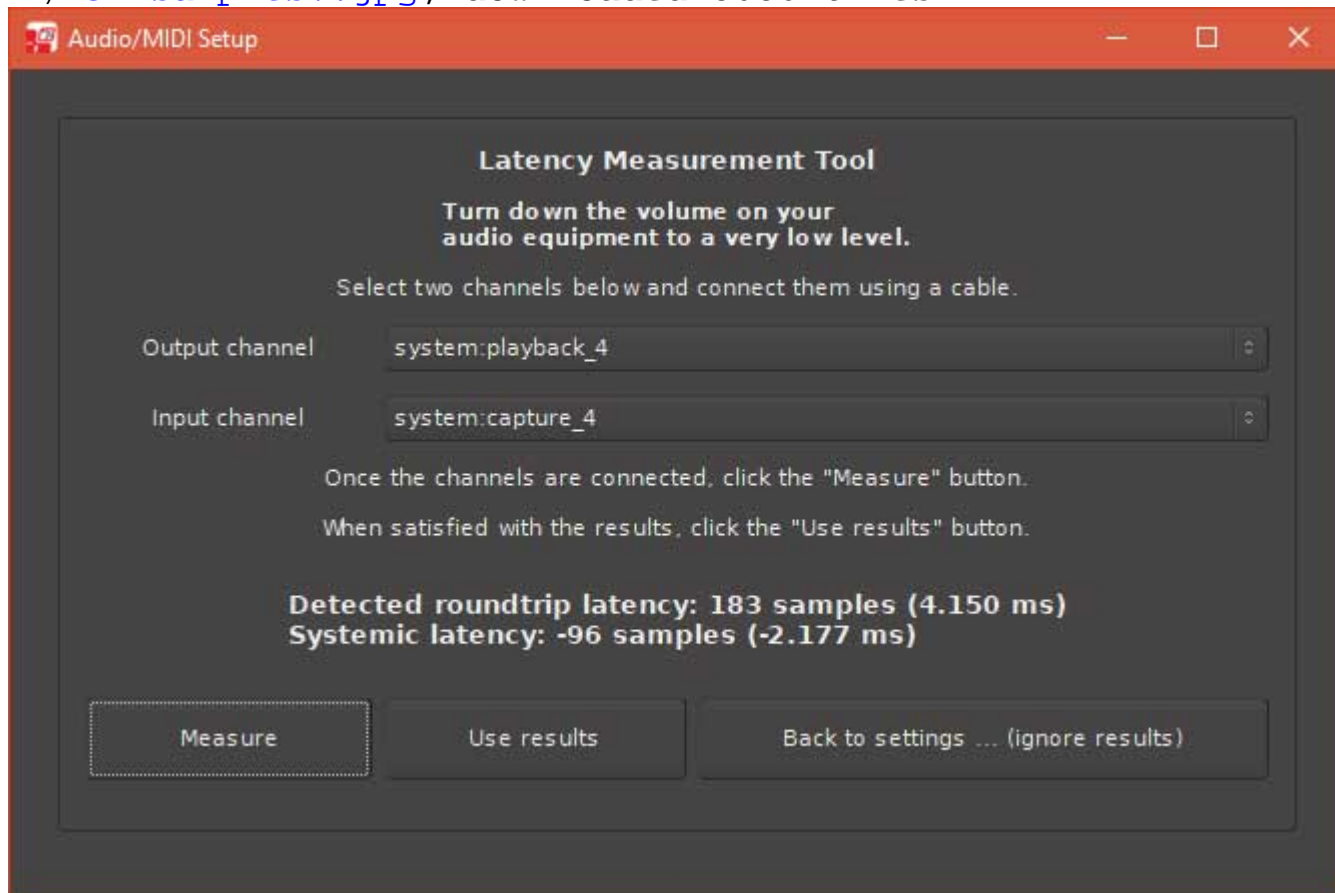 Audio/MIDI Setup
Latency Measurement Tool
Turn down the volume on your
audio equipment to a very low level.
Select two channels below and connect them using a cable.
Output channel system:playback_4
Input channel system:capture_4
Once the channels are connected, click the "Measure" button.
When satisfied with the results, click the "Use results" button.
Detected roundtrip latency: 183 samples (4.150 ms)
Systemic latency: -96 samples (-2.177 ms)
Measure Use results Back to settings ... (ignore results)